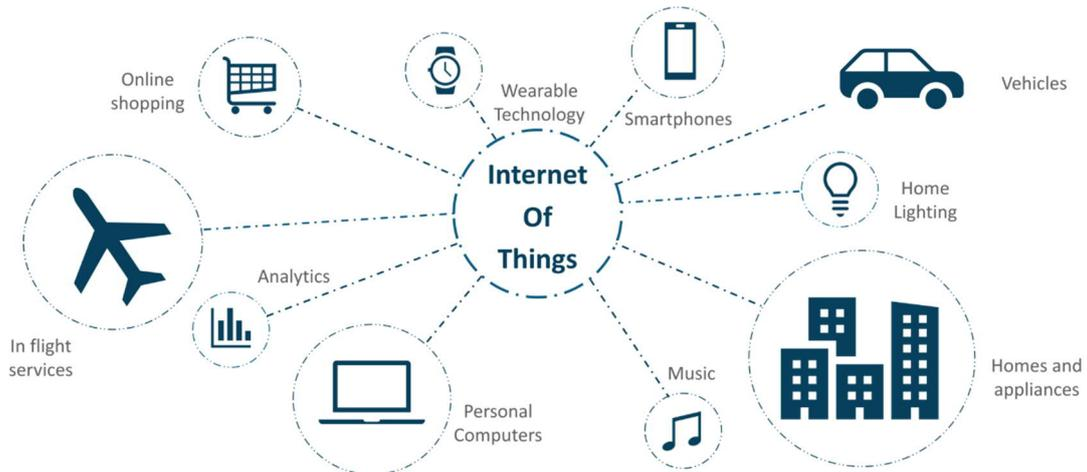 Online
shopping
Wearable
Technology
Smartphones
Vehicles
Internet
Of
Things
Home
Lighting
Analytics
In flight
services
Personal
Computers
Music
Homes and
appliances